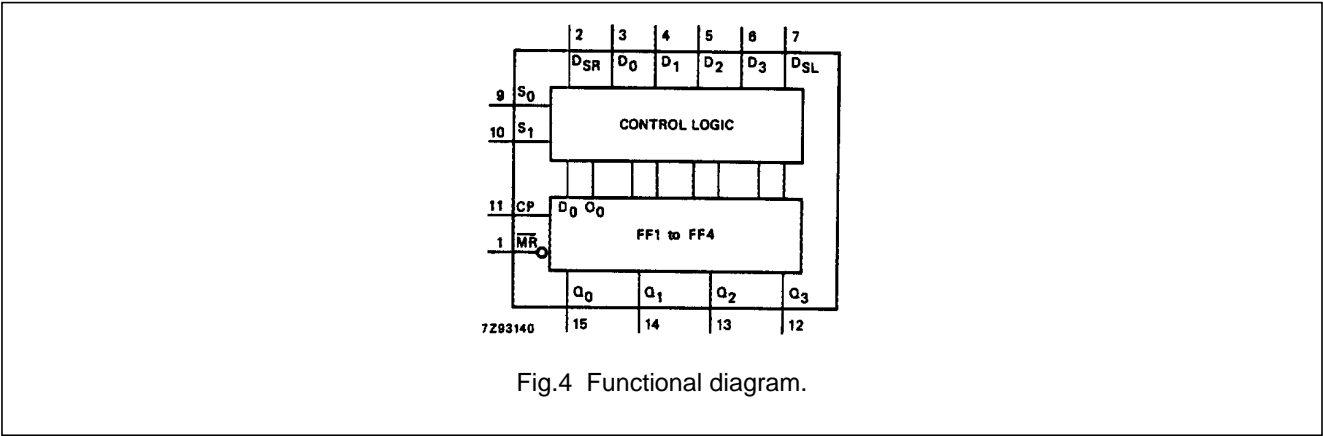 2 3 4 5 6 7
DSR D0 D1 D2 D3 DSL
9 S0
CONTROL LOGIC
10 S1
11 CP D0 O0
FF1 to FF4
1 MR
Q0 Q1 Q2 Q3
7Z93140 15 14 13 12
Fig.4 Functional diagram.